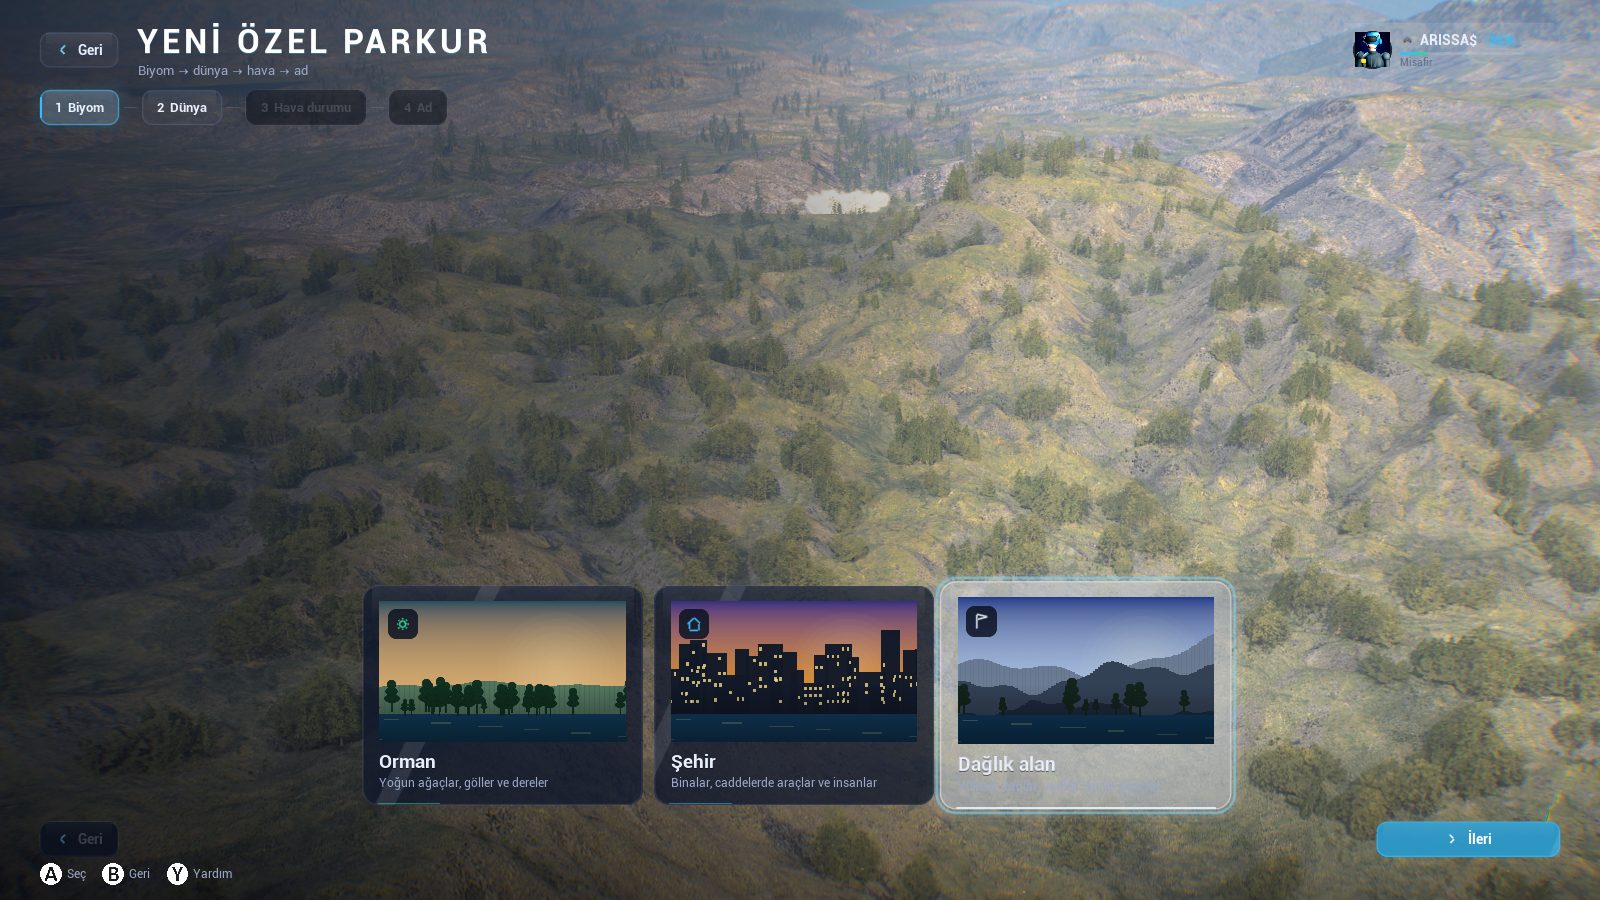 Geri
YENİ ÖZEL PARKUR
Biyom → dünya → hava → ad
1 Biyom
2 Dünya
3 Hava durumu
4 Ad
ARISSA$
Misafir
Orman
Yoğun ağaçlar, göller ve dereler
Şehir
Binalar, caddelerde araçlar ve insanlar
Dağlık alan
Geri
İleri
A Seç
B Geri
Y Yardım